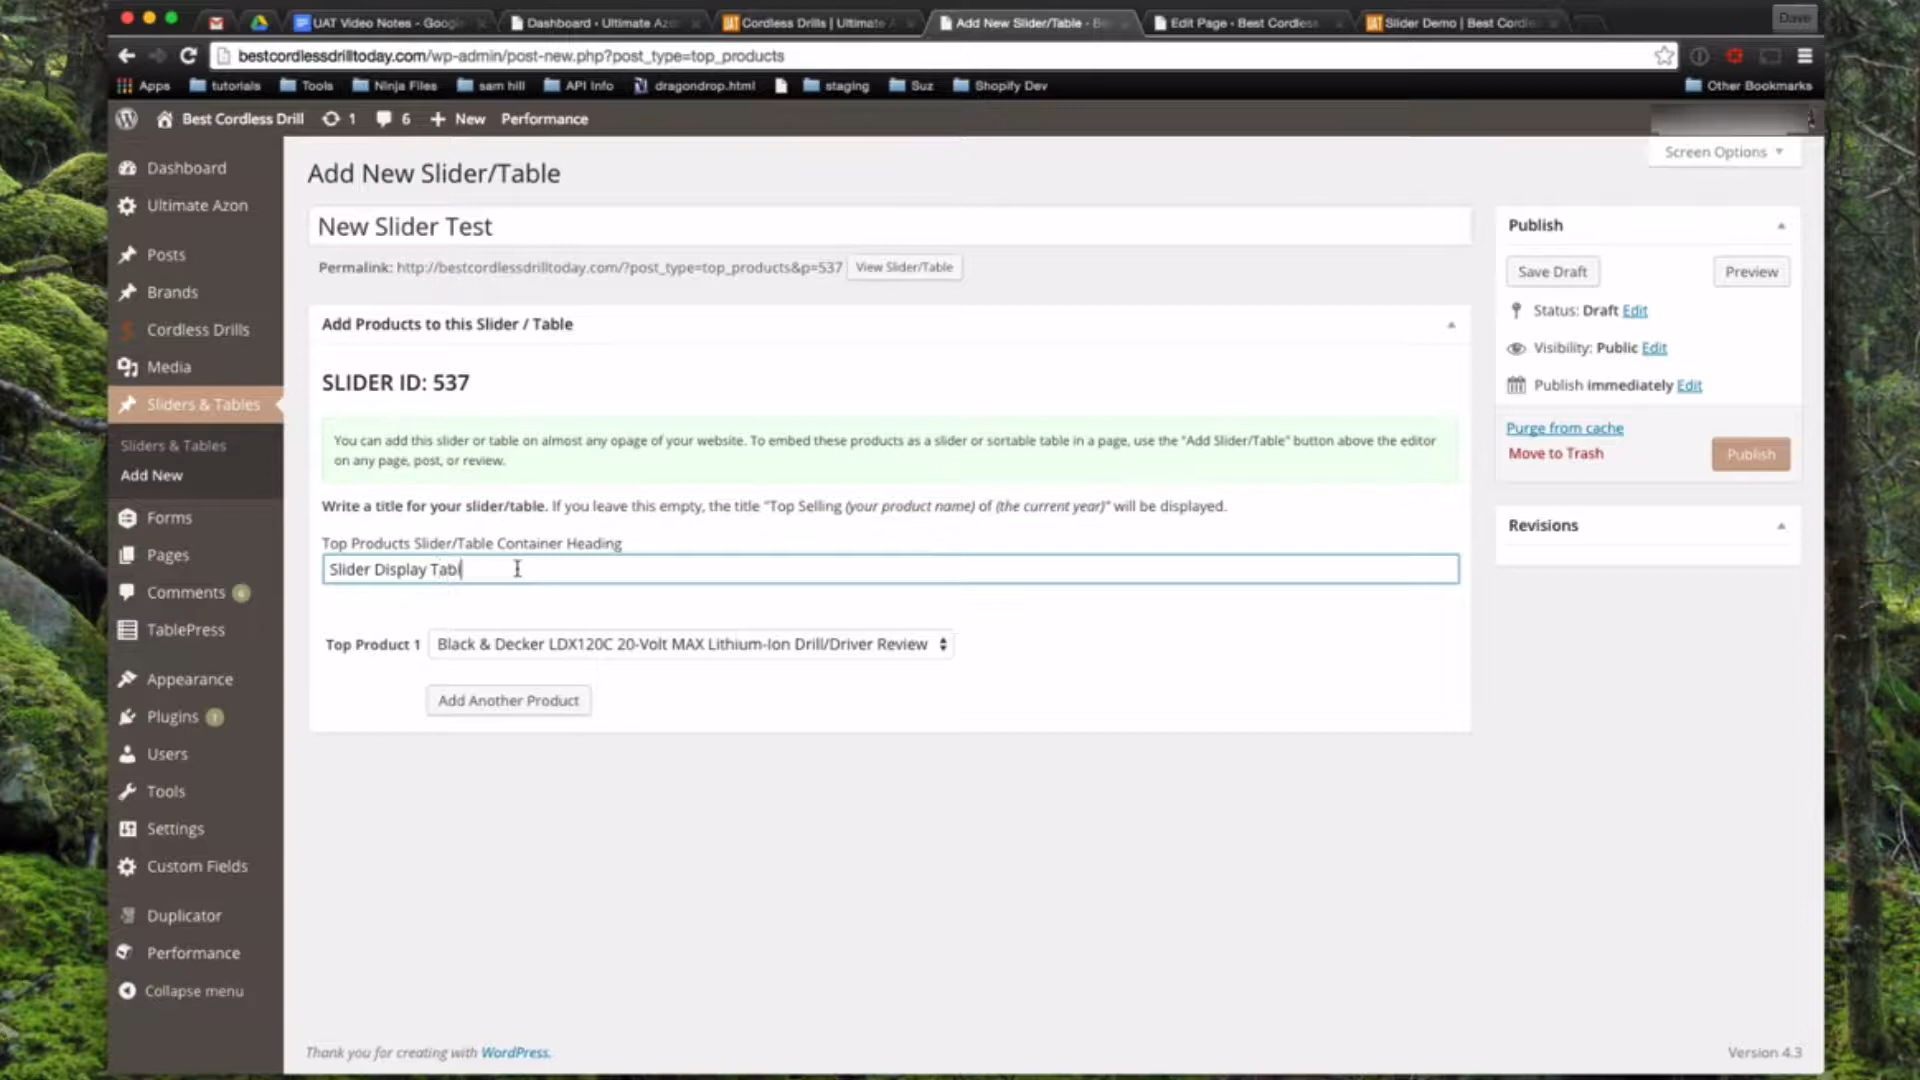 UAT Video Notes - Googl
Dashboard ‹ Ultimate Az
Cordless Drills | Ultimate A
Add New Slider/Table ‹ B
Edit Page ‹ Best Cordless
Slider Demo | Best Cordle
Dave
bestcordlessdrilltoday.com/wp-admin/post-new.php?post_type=top_products
Apps
tutorials
Tools
Ninja Files
sam hill
API Info
dragondrop.html
staging
Suz
Shopify Dev
Other Bookmarks
Best Cordless Drill
1
6
+ New
Performance
Screen Options
Dashboard
Ultimate Azon
Posts
Brands
Cordless Drills
Media
Sliders & Tables
Sliders & Tables
Add New
Forms
Pages
Comments 6
TablePress
Appearance
Plugins 1
Users
Tools
Settings
Custom Fields
Duplicator
Performance
Collapse menu
Add New Slider/Table
New Slider Test
Permalink: http://bestcordlessdrilltoday.com/?post_type=top_products&p=537
View Slider/Table
Add Products to this Slider / Table
SLIDER ID: 537
You can add this slider or table on almost any opage of your website. To embed these products as a slider or sortable table in a page, use the "Add Slider/Table" button above the editor
on any page, post, or review.
Write a title for your slider/table. If you leave this empty, the title "Top Selling (your product name) of (the current year)" will be displayed.
Top Products Slider/Table Container Heading
Slider Display Tabl
Top Product 1
Black & Decker LDX120C 20-Volt MAX Lithium-Ion Drill/Driver Review
Add Another Product
Publish
Save Draft
Preview
Status: Draft Edit
Visibility: Public Edit
Publish immediately Edit
Purge from cache
Move to Trash
Publish
Revisions
Thank you for creating with WordPress.
Version 4.3